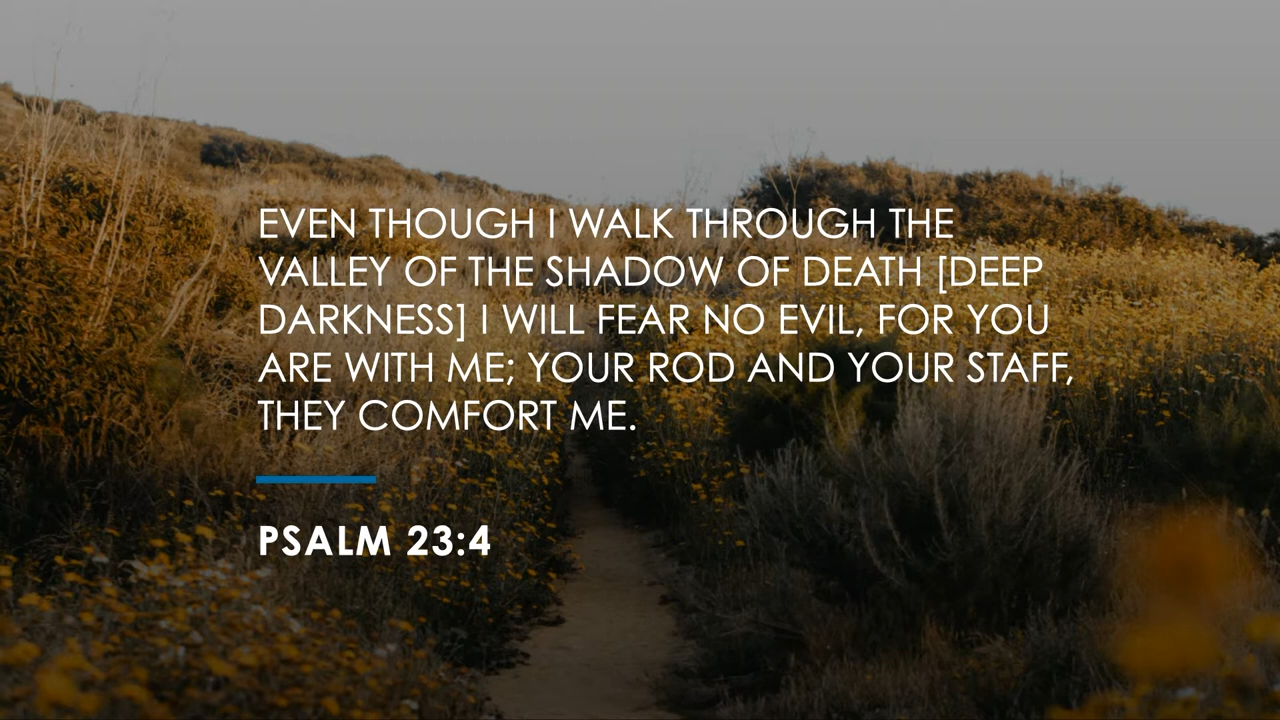 EVEN THOUGH I WALK THROUGH THE
VALLEY OF THE SHADOW OF DEATH [DEEP
DARKNESS] I WILL FEAR NO EVIL, FOR YOU
ARE WITH ME; YOUR ROD AND YOUR STAFF,
THEY COMFORT ME.
PSALM 23:4